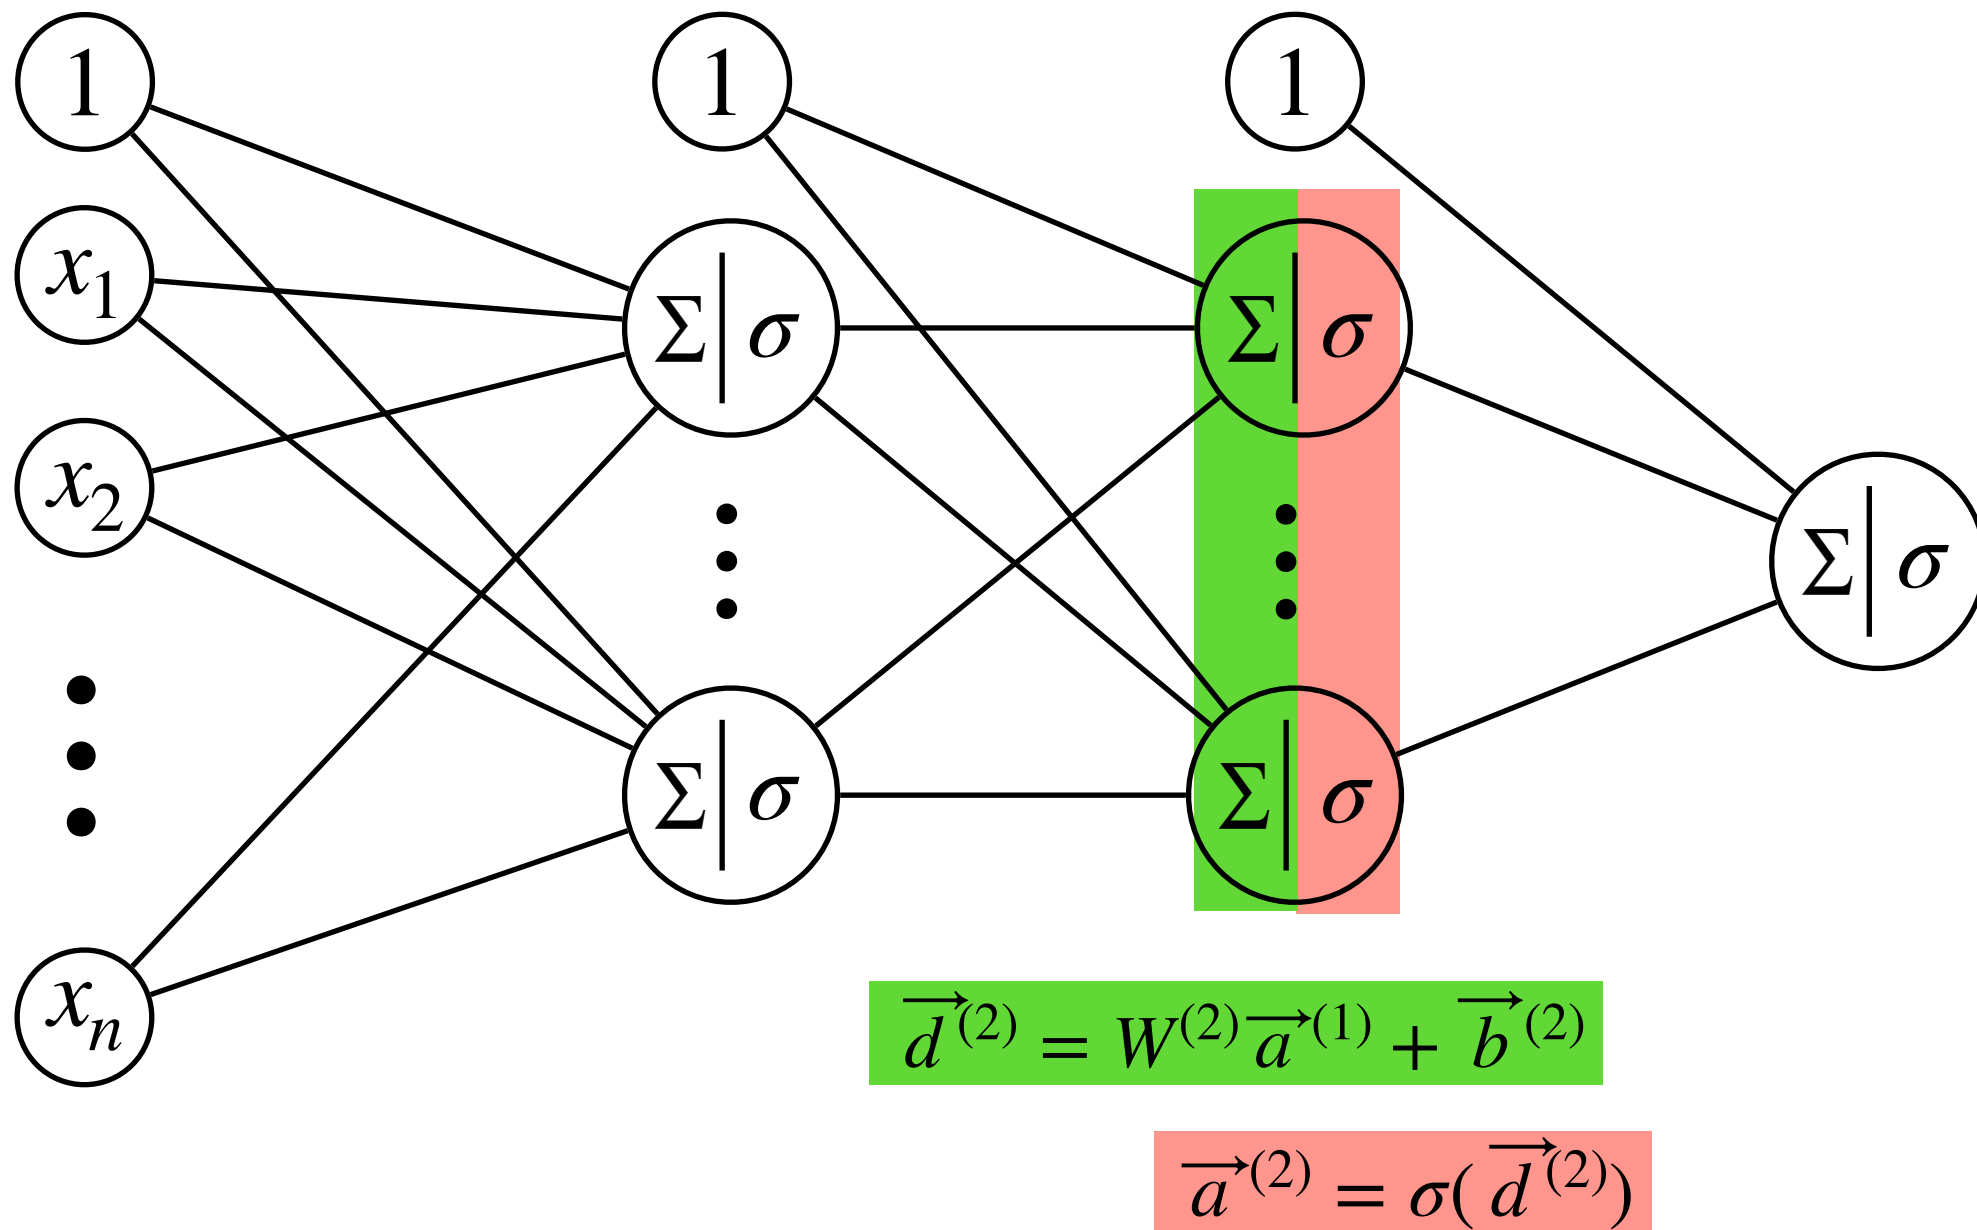 1 1 1
x₁
Σ | σ Σ | σ
x₂
Σ | σ
Σ | σ Σ | σ
xₙ
d⃗⁽²⁾ = W⁽²⁾ a⃗⁽¹⁾ + b⃗⁽²⁾
a⃗⁽²⁾ = σ( d⃗⁽²⁾)